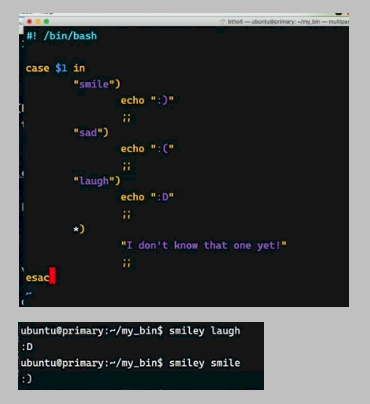 btholt — ubuntu@primary: ~/my_bin — multipas
#! /bin/bash
case $1 in
"smile")
echo ":)"
;;
"sad")
echo ":("
;;
"laugh")
echo ":D"
;;
*)
"I don't know that one yet!"
;;
esac
~
ubuntu@primary:~/my_bin$ smiley laugh
:D
ubuntu@primary:~/my_bin$ smiley smile
:)